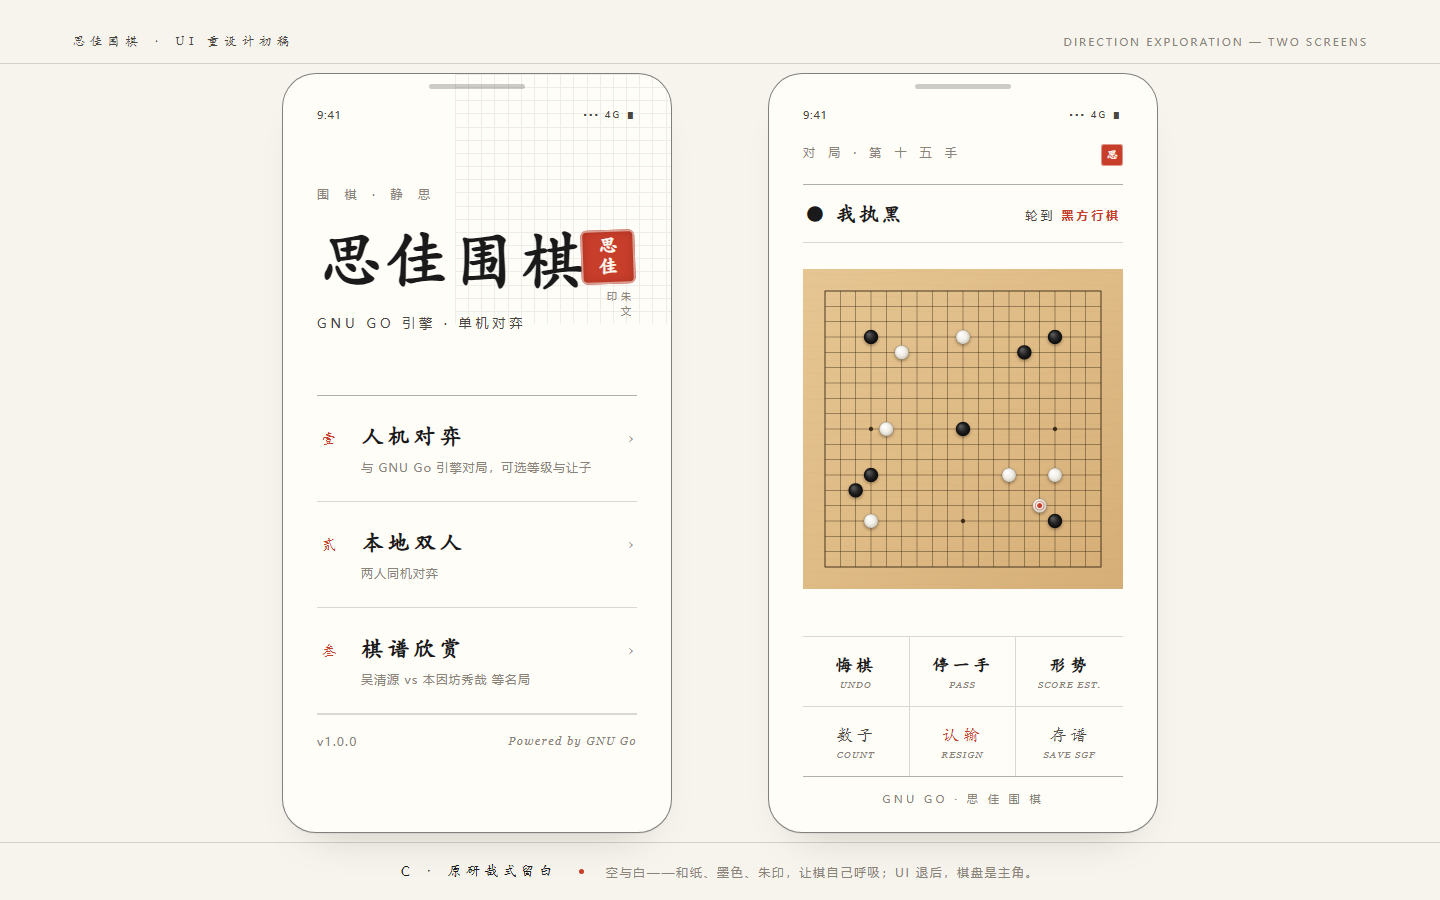 思佳围棋 · UI 重设计初稿
DIRECTION EXPLORATION — TWO SCREENS
9:41
••• 4G
围棋 · 静思
思佳围棋
思佳
朱文印
GNU GO 引擎 · 单机对弈
壹
人机对弈
与 GNU Go 引擎对局，可选等级与让子
贰
本地双人
两人同机对弈
叁
棋谱欣赏
吴清源 vs 本因坊秀哉 等名局
v1.0.0
Powered by GNU Go
9:41
••• 4G
对局 · 第十五手
思
我执黑
轮到 黑方行棋
悔棋
UNDO
停一手
PASS
形势
SCORE EST.
数子
COUNT
认输
RESIGN
存谱
SAVE SGF
GNU GO · 思佳围棋
C · 原研哉式留白
空与白——和纸、墨色、朱印，让棋自己呼吸；UI 退后，棋盘是主角。